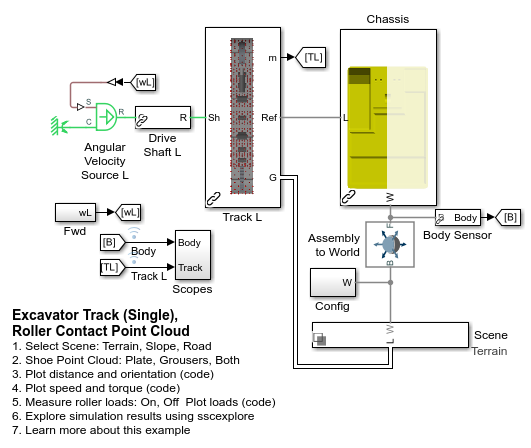 Chassis
m
[TL]
[wL]
S
R
C
R
Sh
Ref
L
Angular
Velocity
Source L
Drive
Shaft L
G
W
Track L
wL
[wL]
Fwd
B
Body
[B]
Body Sensor
F
[B]
Body
Body
Assembly
to World
[TL]
Track L
Track
B
Scopes
W
Config
Excavator Track (Single),
Roller Contact Point Cloud
W
L
Scene
Terrain
1. Select Scene: Terrain, Slope, Road
2. Shoe Point Cloud: Plate, Grousers, Both
3. Plot distance and orientation (code)
4. Plot speed and torque (code)
5. Measure roller loads: On, Off  Plot loads (code)
6. Explore simulation results using sscexplore
7. Learn more about this example